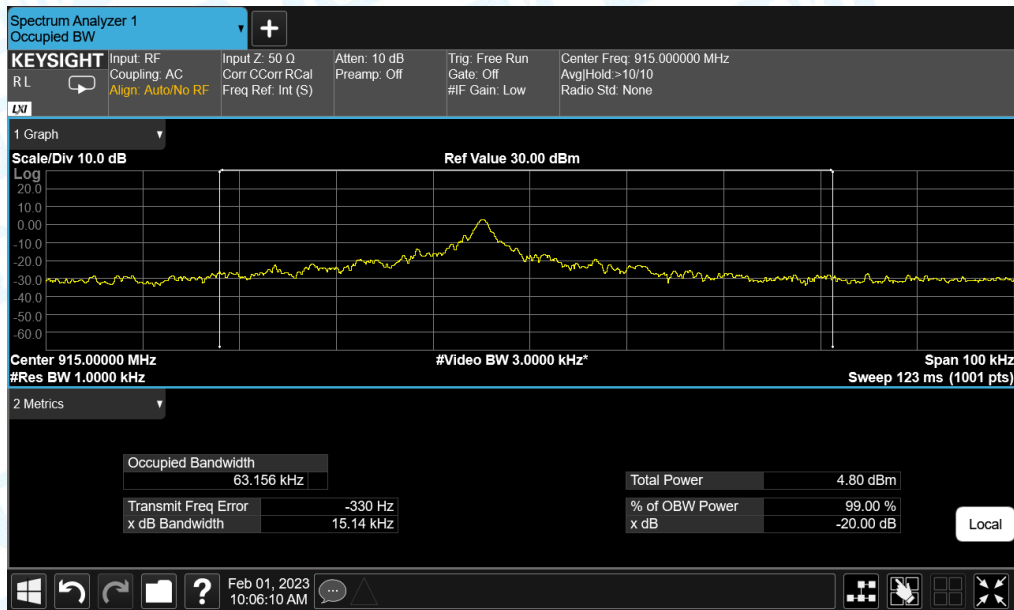 Spectrum Analyzer 1
Occupied BW
+
KEYSIGHT
R L
LXI
Input: RF
Coupling: AC
Align: Auto/No RF
Input Z: 50 Ω
Corr CCorr RCal
Freq Ref: Int (S)
Atten: 10 dB
Preamp: Off
Trig: Free Run
Gate: Off
#IF Gain: Low
Center Freq: 915.000000 MHz
Avg|Hold:>10/10
Radio Std: None
1 Graph
Scale/Div 10.0 dB
Ref Value 30.00 dBm
Log
20.0
10.0
0.00
-10.0
-20.0
-30.0
-40.0
-50.0
-60.0
Center 915.00000 MHz
#Video BW 3.0000 kHz*
Span 100 kHz
#Res BW 1.0000 kHz
Sweep 123 ms (1001 pts)
2 Metrics
Occupied Bandwidth
63.156 kHz
Total Power 4.80 dBm
Transmit Freq Error -330 Hz
% of OBW Power 99.00 %
x dB Bandwidth 15.14 kHz
x dB -20.00 dB
Local
?
Feb 01, 2023
10:06:10 AM